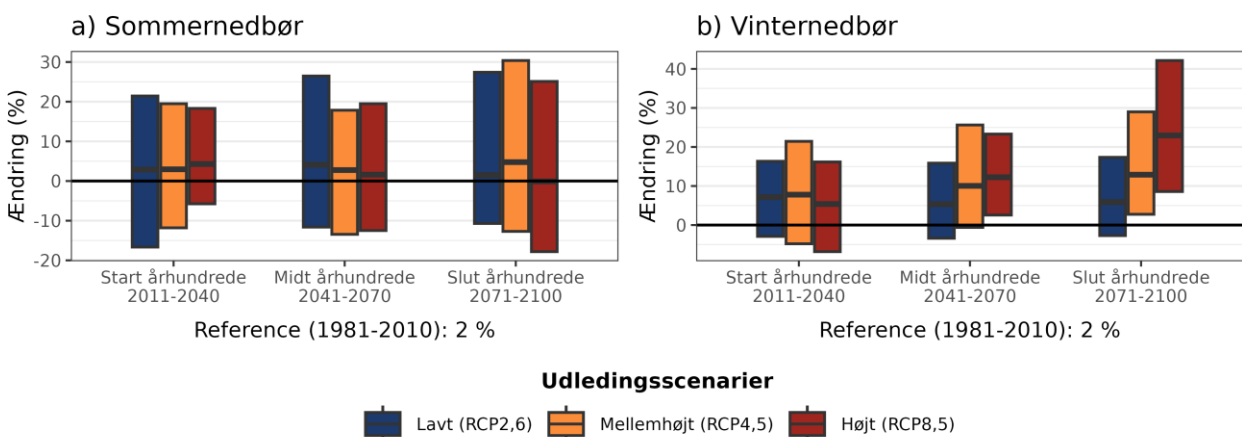 a) Sommernedbør
b) Vinternedbør
Ændring (%)
30
20
10
0
-10
-20
Start århundrede
2011-2040
Midt århundrede
2041-2070
Slut århundrede
2071-2100
Reference (1981-2010): 2 %
Ændring (%)
40
30
20
10
0
Start århundrede
2011-2040
Midt århundrede
2041-2070
Slut århundrede
2071-2100
Reference (1981-2010): 2 %
Udledingsscenarier
Lavt (RCP2,6)
Mellemhøjt (RCP4,5)
Højt (RCP8,5)